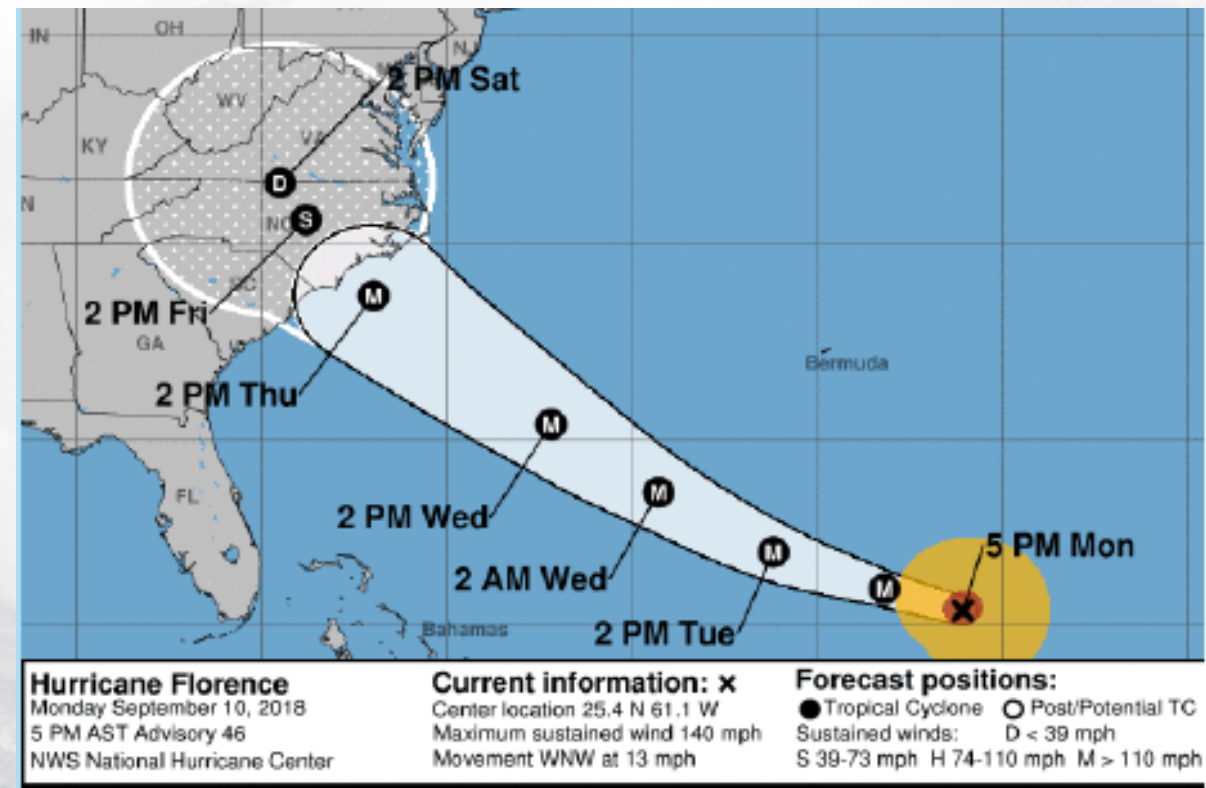 IN
OH
NJ
2 PM Sat
WV
VA
KY
D
N
S
NC
SC
M
2 PM Fri
GA
Bermuda
2 PM Thu
M
FL
M
2 PM Wed
M
5 PM Mon
2 AM Wed
M
Bahamas
2 PM Tue
Hurricane Florence
Monday September 10, 2018
5 PM AST Advisory 46
NWS National Hurricane Center
Current information: x
Center location 25.4 N 61.1 W
Maximum sustained wind 140 mph
Movement WNW at 13 mph
Forecast positions:
Tropical Cyclone Post/Potential TC
Sustained winds: D < 39 mph
S 39-73 mph H 74-110 mph M > 110 mph